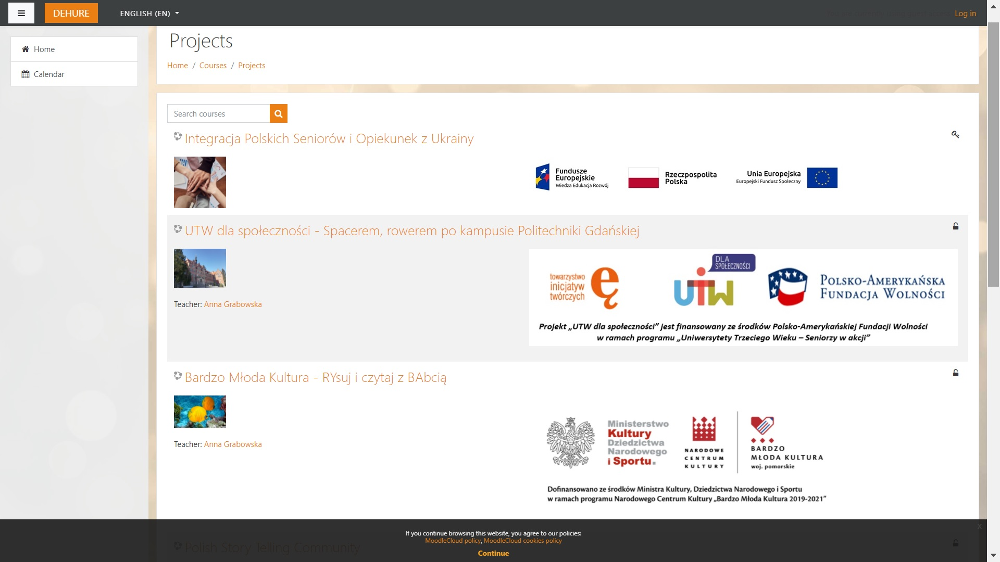 DEHURE
ENGLISH (EN)
Log in
Home
Calendar
Projects
Home / Courses / Projects
Search courses
Integracja Polskich Seniorów i Opiekunek z Ukrainy
Fundusze
Europejskie
Wiedza Edukacja Rozwój
Rzeczpospolita
Polska
Unia Europejska
Europejski Fundusz Społeczny
UTW dla społeczności - Spacerem, rowerem po kampusie Politechniki Gdańskiej
towarzystwo
inicjatyw
twórczych
ę
DLA
SPOŁECZNOŚCI
UTW
POLSKO-AMERYKAŃSKA
FUNDACJA WOLNOŚCI
Projekt „UTW dla społeczności” jest finansowany ze środków Polsko-Amerykańskiej Fundacji Wolności
w ramach programu „Uniwersytety Trzeciego Wieku – Seniorzy w akcji”
Teacher: Anna Grabowska
Bardzo Młoda Kultura - RYsuj i czytaj z BAbcią
Teacher: Anna Grabowska
Ministerstwo
Kultury
Dziedzictwa
Narodowego
i Sportu.
NARODOWE
CENTRUM
KULTURY
BARDZO
MŁODA KULTURA
woj. pomorskie
Dofinansowano ze środków Ministra Kultury, Dziedzictwa Narodowego i Sportu
w ramach programu Narodowego Centrum Kultury „Bardzo Młoda Kultura 2019-2021”
x
If you continue browsing this website, you agree to our policies:
MoodleCloud policy, MoodleCloud cookies policy
Continue
Polish Story Telling Community